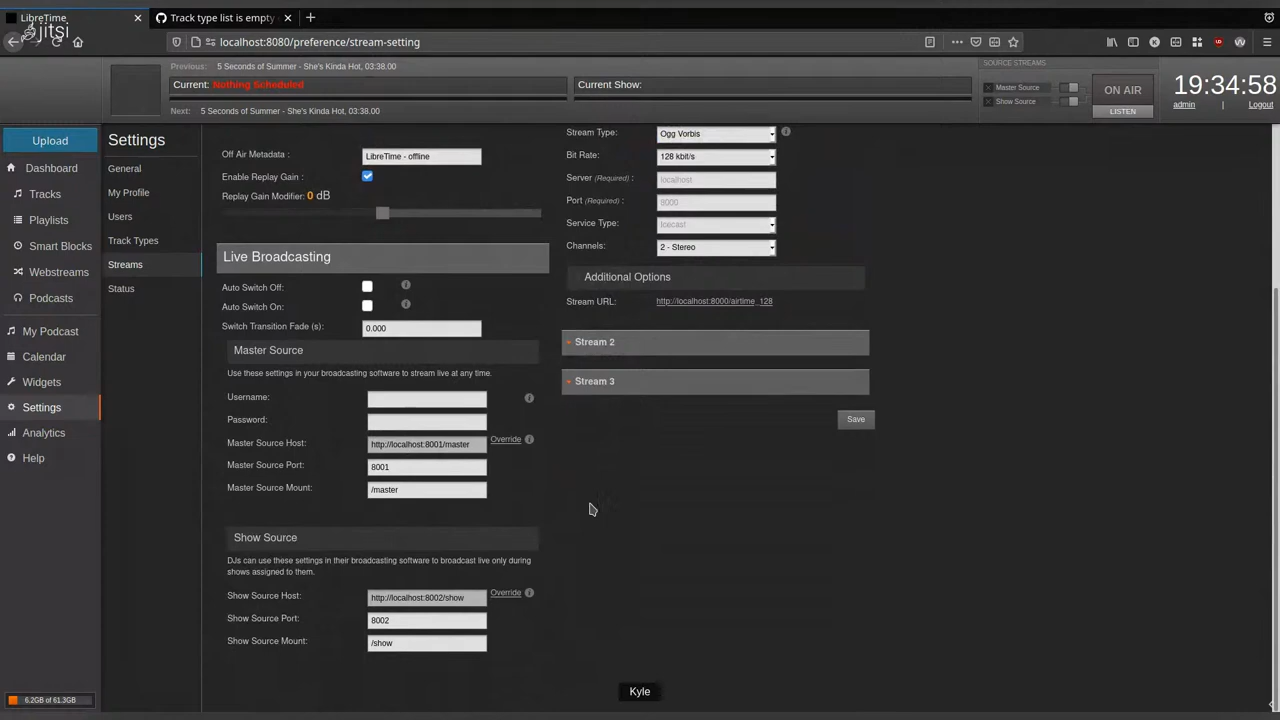 LibreTime
Track type list is empty
jitsi
localhost:8080/preference/stream-setting
Previous: 5 Seconds of Summer - She's Kinda Hot, 03:38.00
Current: Nothing Scheduled
Next: 5 Seconds of Summer - She's Kinda Hot, 03:38.00
Current Show:
SOURCE STREAMS
Master Source
Show Source
ON AIR
LISTEN
19:34:58
admin | Logout
Upload
Dashboard
Tracks
Playlists
Smart Blocks
Webstreams
Podcasts
My Podcast
Calendar
Widgets
Settings
Analytics
Help
6.2GB of 61.3GB
Settings
General
My Profile
Users
Track Types
Streams
Status
Off Air Metadata : LibreTime - offline
Enable Replay Gain :
Replay Gain Modifier: 0 dB
Live Broadcasting
Auto Switch Off:
Auto Switch On:
Switch Transition Fade (s): 0.000
Master Source
Use these settings in your broadcasting software to stream live at any time.
Username:
Password:
Master Source Host: http://localhost:8001/master Override
Master Source Port: 8001
Master Source Mount: /master
Show Source
DJs can use these settings in their broadcasting software to broadcast live only during
shows assigned to them.
Show Source Host: http://localhost:8002/show Override
Show Source Port: 8002
Show Source Mount: /show
Stream Type: Ogg Vorbis
Bit Rate: 128 kbit/s
Server (Required) : localhost
Port (Required) : 8000
Service Type: Icecast
Channels: 2 - Stereo
Additional Options
Stream URL: http://localhost:8000/airtime_128
Stream 2
Stream 3
Save
Kyle